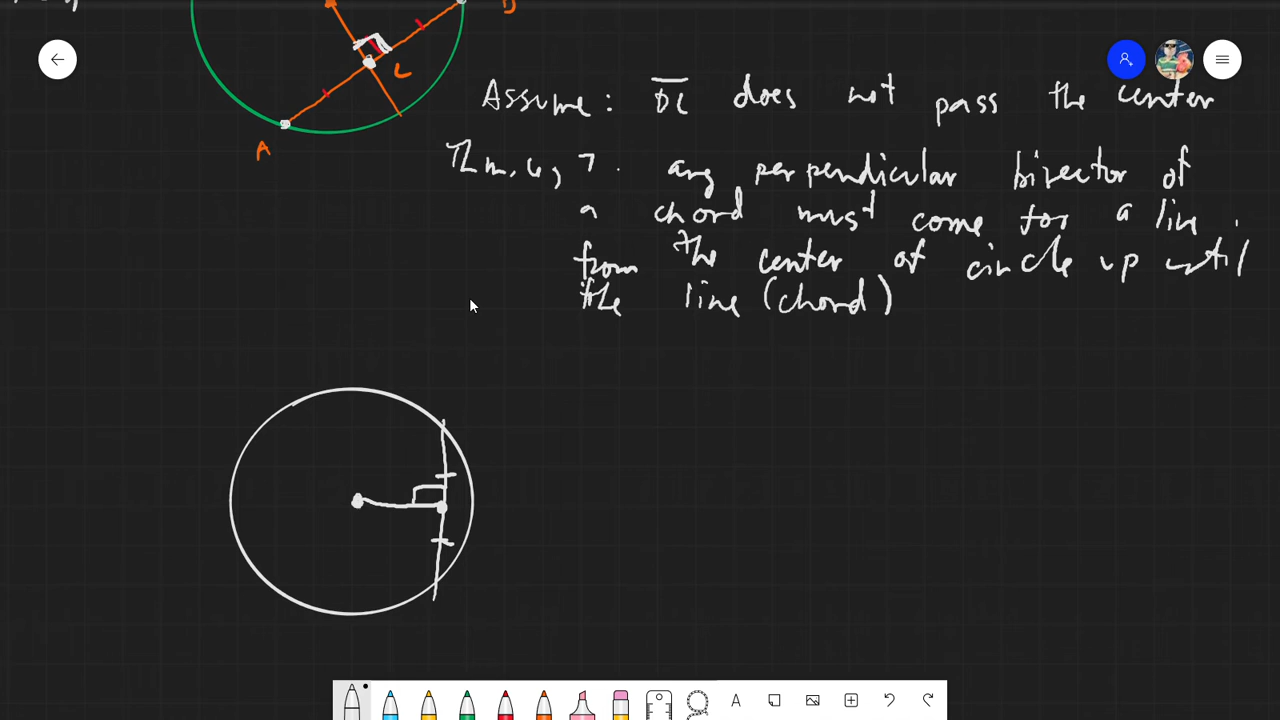 A
L
Assume: DC does not pass the center
Thm. 6, 7. any perpendicular bisector of
a chord must come for a line
from the center of circle up until
the line (chord)
A